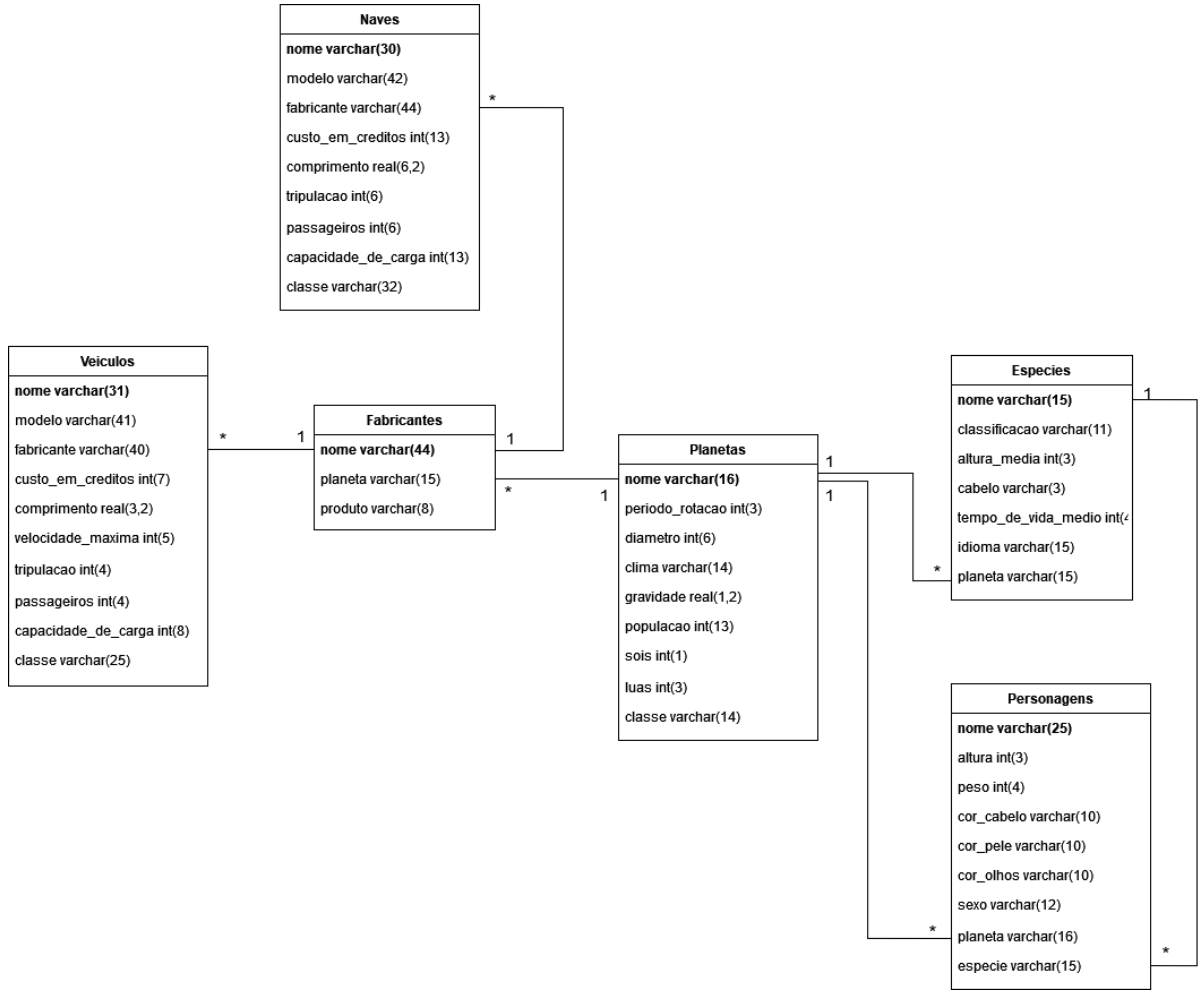 Naves
nome varchar(30)
modelo varchar(42)
fabricante varchar(44)
*
custo_em_creditos int(13)
comprimento real(6,2)
tripulacao int(6)
passageiros int(6)
capacidade_de_carga int(13)
classe varchar(32)
Veiculos
nome varchar(31)
modelo varchar(41)
fabricante varchar(40)
custo_em_creditos int(7)
comprimento real(3,2)
velocidade_maxima int(5)
tripulacao int(4)
passageiros int(4)
capacidade_de_carga int(8)
classe varchar(25)
*
1
Fabricantes
nome varchar(44)
planeta varchar(15)
produto varchar(8)
1
*
1
Planetas
nome varchar(16)
periodo_rotacao int(3)
diametro int(6)
clima varchar(14)
gravidade real(1,2)
populacao int(13)
sois int(1)
luas int(3)
classe varchar(14)
1
1
*
*
Especies
nome varchar(15)
classificacao varchar(11)
altura_media int(3)
cabelo varchar(3)
tempo_de_vida_medio int(
idioma varchar(15)
planeta varchar(15)
1
Personagens
nome varchar(25)
altura int(3)
peso int(4)
cor_cabelo varchar(10)
cor_pele varchar(10)
cor_olhos varchar(10)
sexo varchar(12)
planeta varchar(16)
especie varchar(15)
*